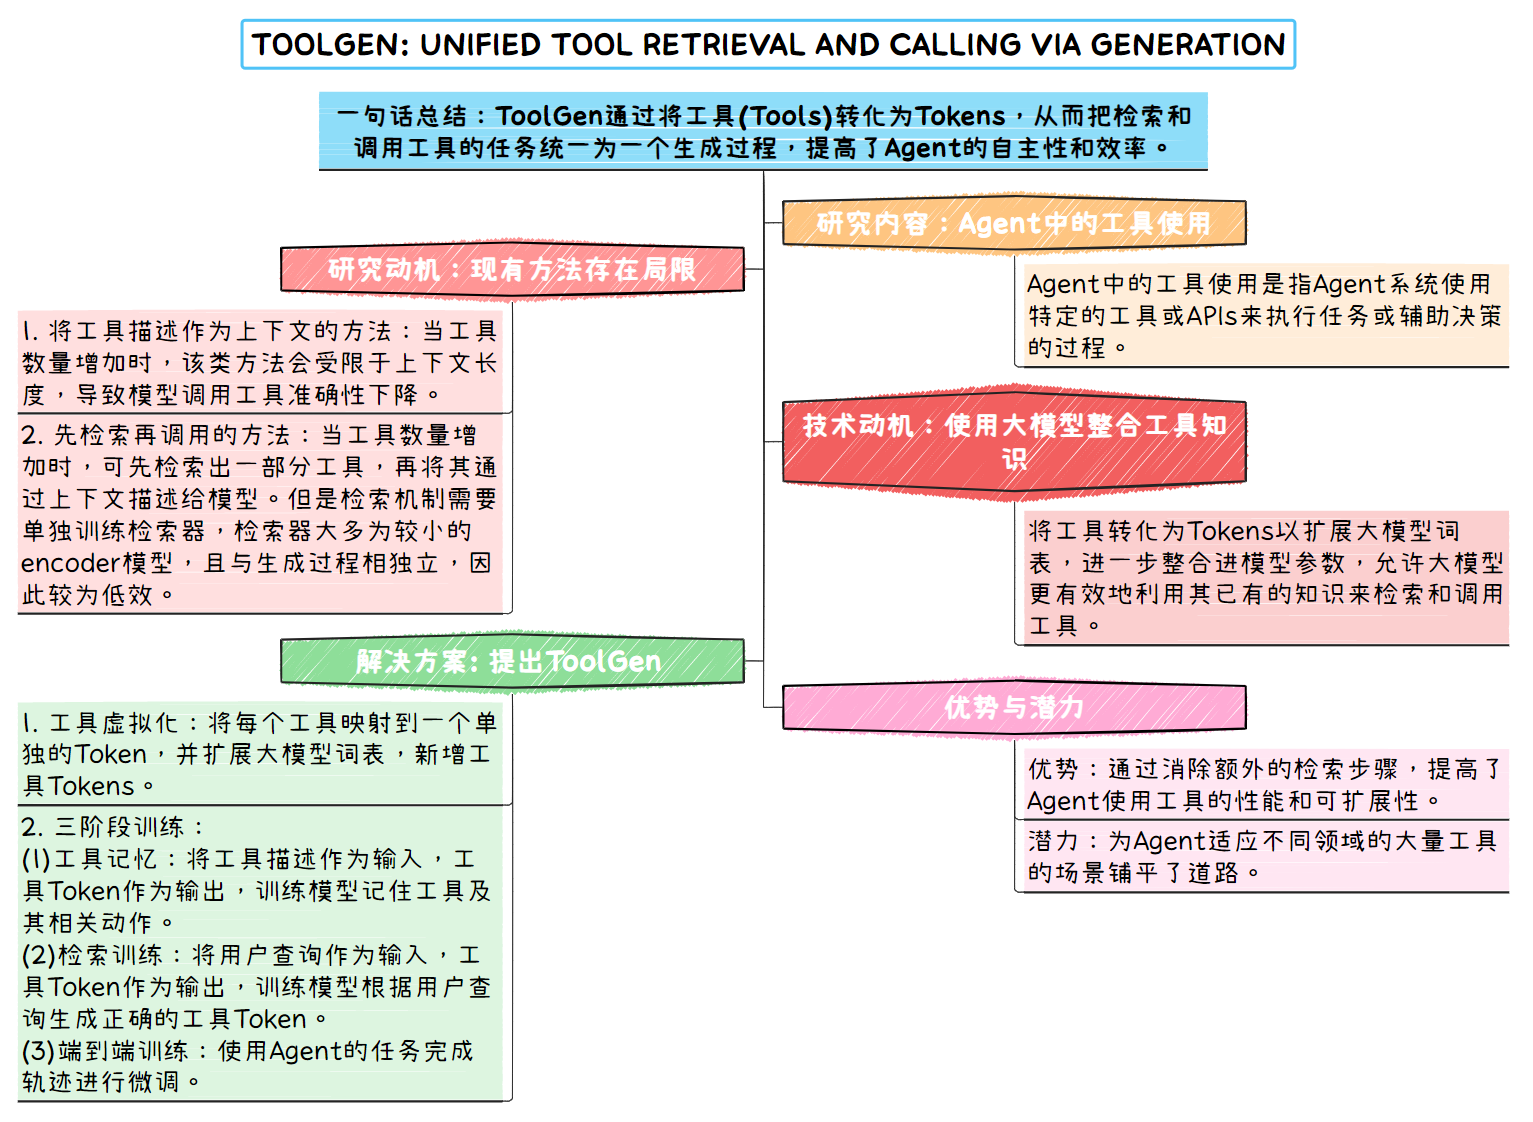 TOOLGEN: UNIFIED TOOL RETRIEVAL AND CALLING VIA GENERATION
一句话总结：ToolGen通过将工具(Tools)转化为Tokens，从而把检索和
调用工具的任务统一为一个生成过程，提高了Agent的自主性和效率。
研究内容：Agent中的工具使用
Agent中的工具使用是指Agent系统使用
特定的工具或APIs来执行任务或辅助决策
的过程。
研究动机：现有方法存在局限
1. 将工具描述作为上下文的方法：当工具
数量增加时，该类方法会受限于上下文长
度，导致模型调用工具准确性下降。
2. 先检索再调用的方法：当工具数量增
加时，可先检索出一部分工具，再将其通
过上下文描述给模型。但是检索机制需要
单独训练检索器，检索器大多为较小的
encoder模型，且与生成过程相独立，因
此较为低效。
技术动机：使用大模型整合工具知
识
将工具转化为Tokens以扩展大模型词
表，进一步整合进模型参数，允许大模型
更有效地利用其已有的知识来检索和调用
工具。
解决方案: 提出ToolGen
1. 工具虚拟化：将每个工具映射到一个单
独的Token，并扩展大模型词表，新增工
具Tokens。
2. 三阶段训练：
(1)工具记忆：将工具描述作为输入，工
具Token作为输出，训练模型记住工具及
其相关动作。
(2)检索训练：将用户查询作为输入，工
具Token作为输出，训练模型根据用户查
询生成正确的工具Token。
(3)端到端训练：使用Agent的任务完成
轨迹进行微调。
优势与潜力
优势：通过消除额外的检索步骤，提高了
Agent使用工具的性能和可扩展性。
潜力：为Agent适应不同领域的大量工具
的场景铺平了道路。